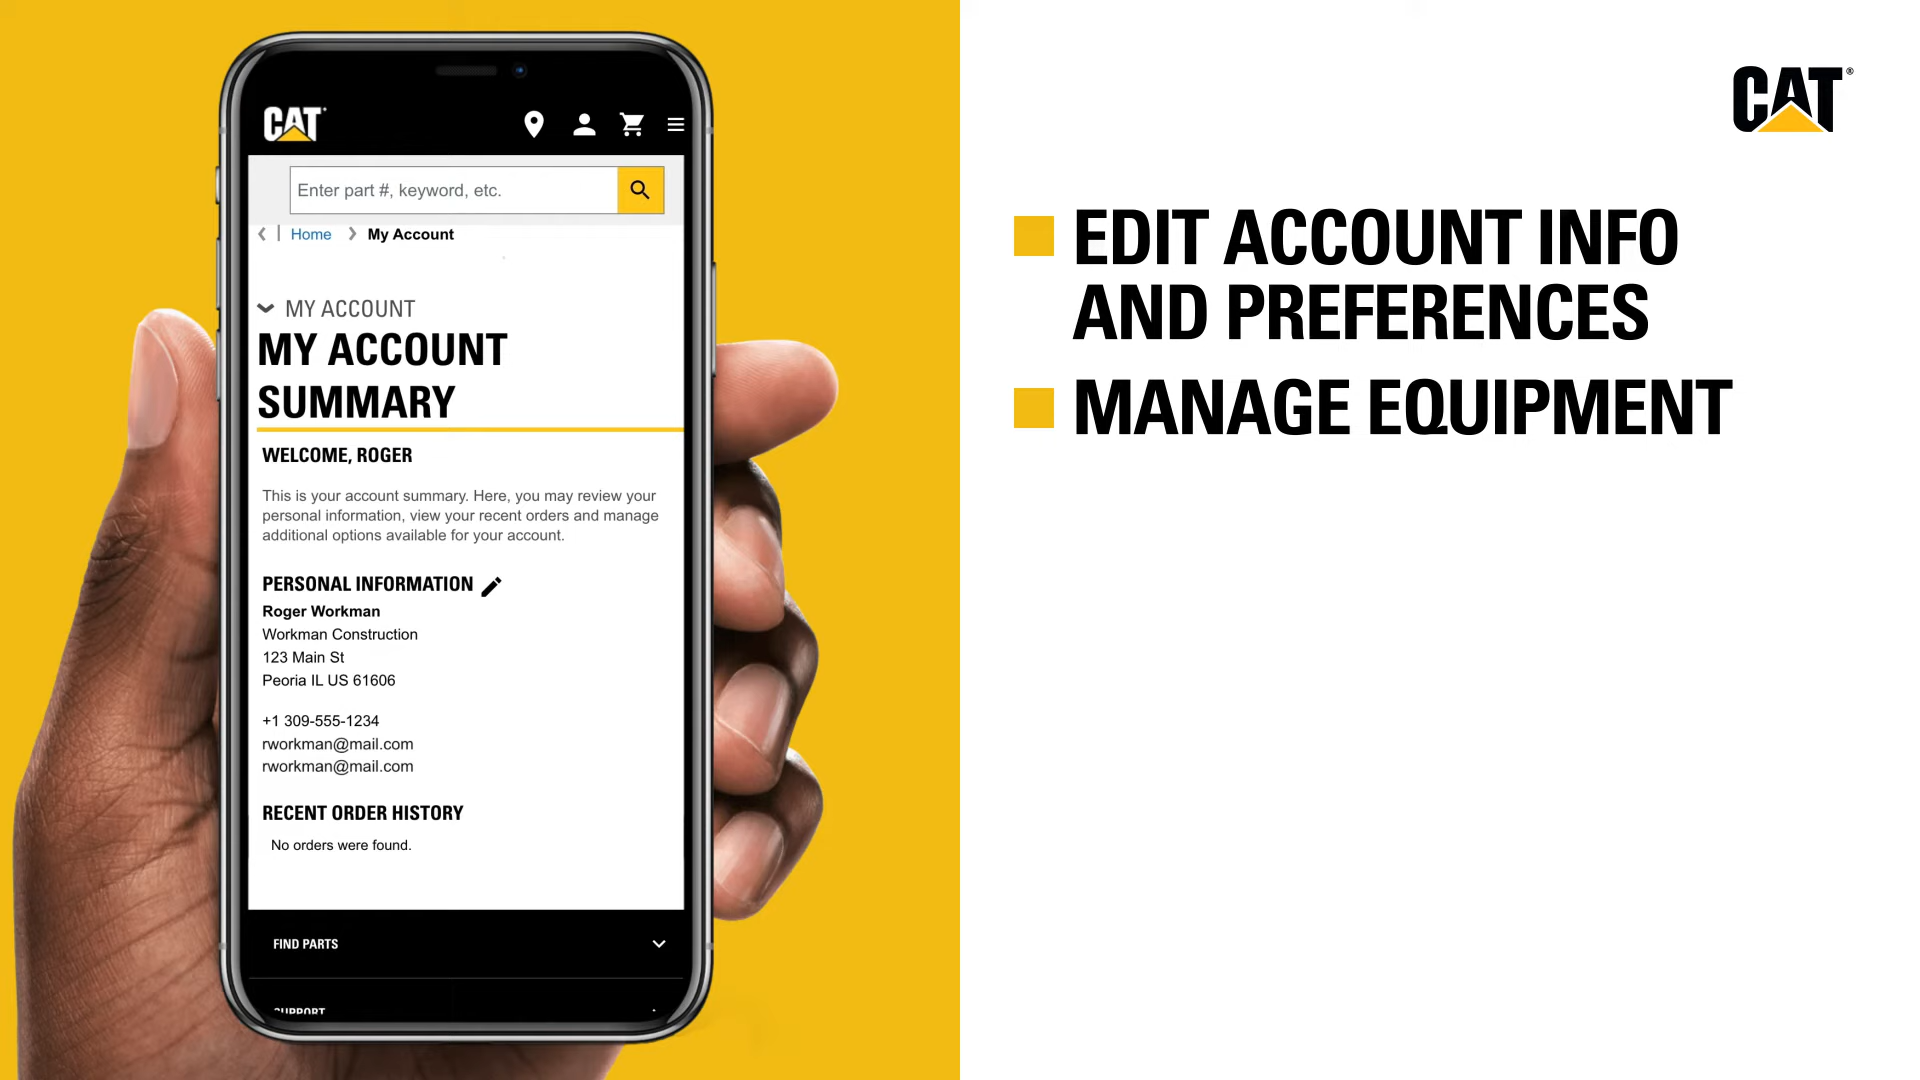 CAT
Enter part #, keyword, etc.
Home
My Account
MY ACCOUNT
MY ACCOUNT
SUMMARY
WELCOME, ROGER
This is your account summary. Here, you may review your
personal information, view your recent orders and manage
additional options available for your account.
PERSONAL INFORMATION
Roger Workman
Workman Construction
123 Main St
Peoria IL US 61606
+1 309-555-1234
rworkman@mail.com
rworkman@mail.com
RECENT ORDER HISTORY
No orders were found.
FIND PARTS
SUPPORT
CAT®
EDIT ACCOUNT INFO
AND PREFERENCES
MANAGE EQUIPMENT